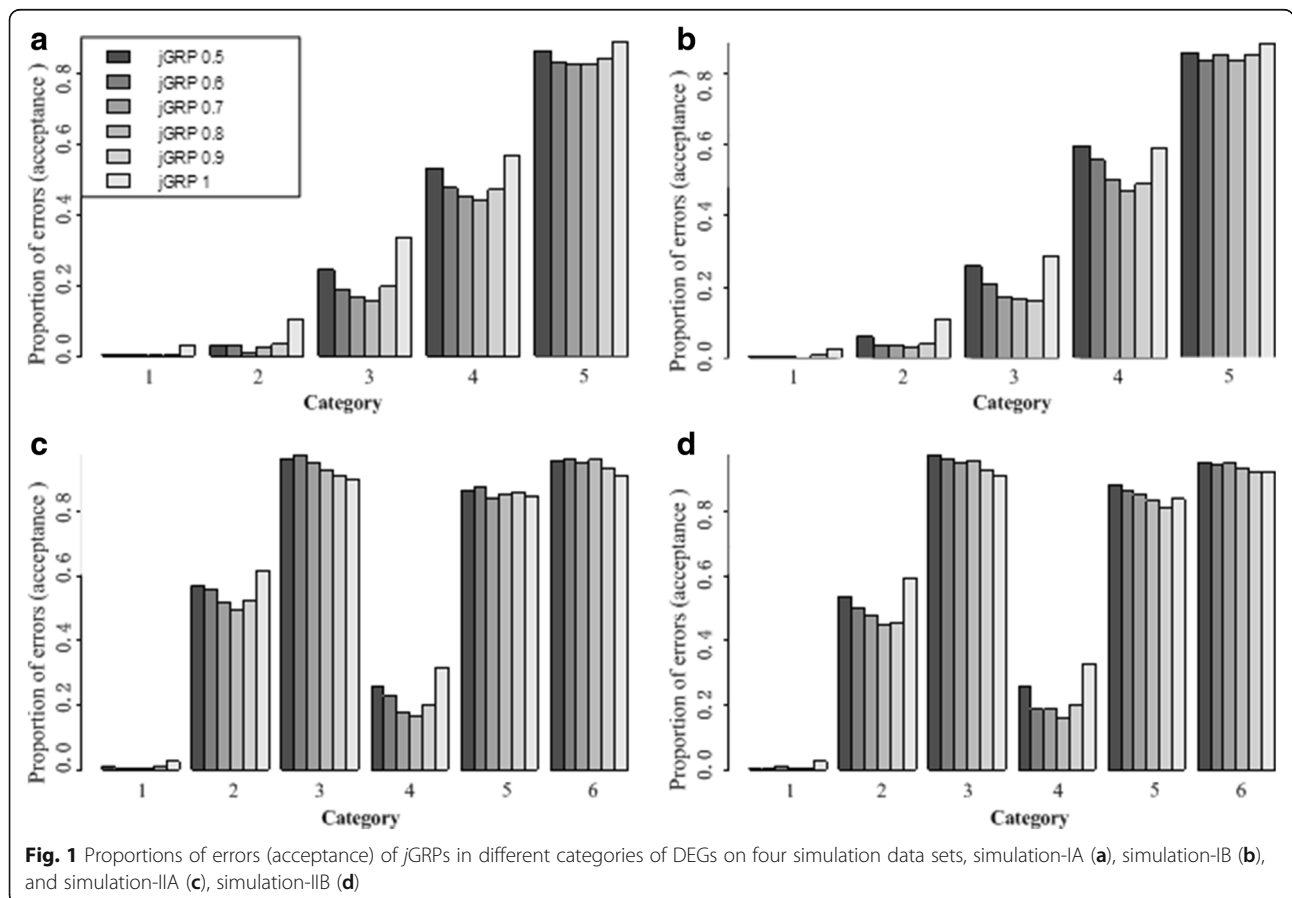 a
jGRP 0.5
jGRP 0.6
jGRP 0.7
jGRP 0.8
jGRP 0.9
jGRP 1
Proportion of errors (acceptance)
0.0 0.2 0.4 0.6 0.8
1 2 3 4 5
Category
b
Proportion of errors (acceptance)
0.0 0.2 0.4 0.6 0.8
1 2 3 4 5
Category
c
Proportion of errors (acceptance )
0.0 0.2 0.4 0.6 0.8
1 2 3 4 5 6
Category
d
Proportion of errors (acceptance )
0.0 0.2 0.4 0.6 0.8
1 2 3 4 5 6
Category
Fig. 1 Proportions of errors (acceptance) of jGRPs in different categories of DEGs on four simulation data sets, simulation-IA (a), simulation-IB (b),
and simulation-IIA (c), simulation-IIB (d)